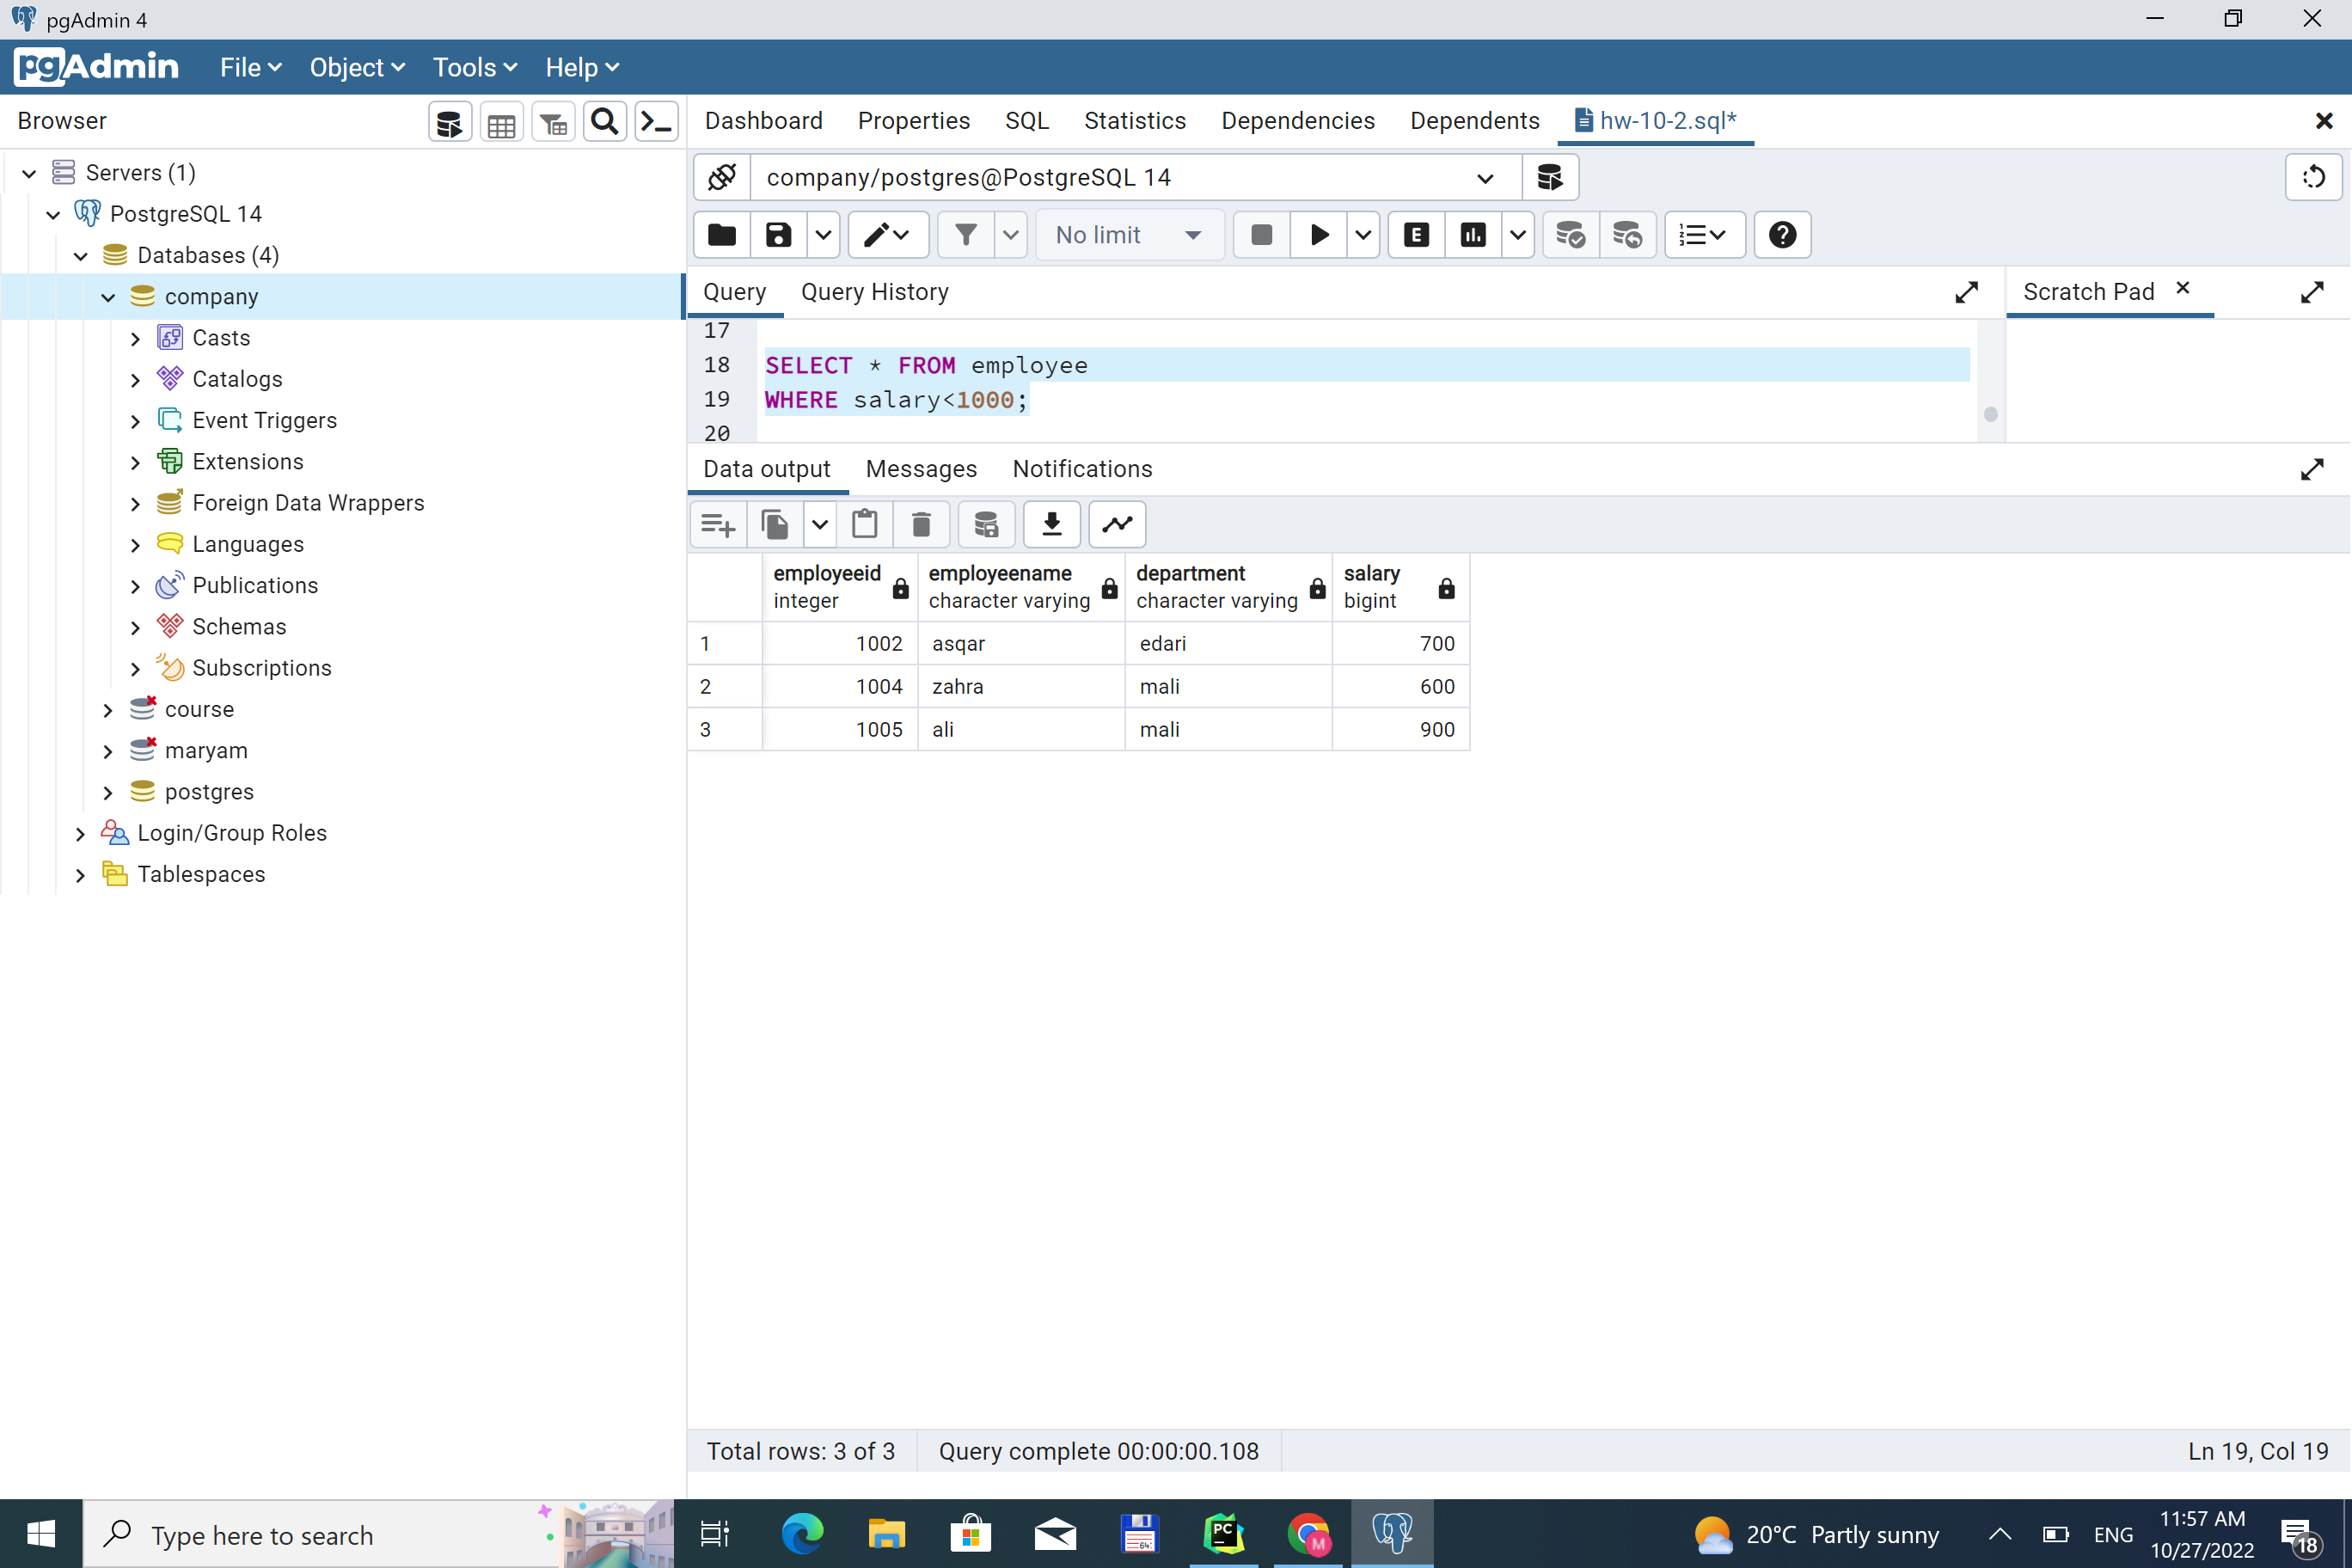 pgAdmin 4
pgAdmin File Object Tools Help
Browser
Dashboard Properties SQL Statistics Dependencies Dependents hw-10-2.sql*
Servers (1)
PostgreSQL 14
Databases (4)
company
Casts
Catalogs
Event Triggers
Extensions
Foreign Data Wrappers
Languages
Publications
Schemas
Subscriptions
course
maryam
postgres
Login/Group Roles
Tablespaces
company/postgres@PostgreSQL 14
No limit
E
Query Query History
Scratch Pad
17
18 SELECT * FROM employee
19 WHERE salary<1000;
20
Data output Messages Notifications
employeeid employeename department salary
integer character varying character varying bigint
1 1002 asqar edari 700
2 1004 zahra mali 600
3 1005 ali mali 900
Total rows: 3 of 3 Query complete 00:00:00.108 Ln 19, Col 19
Type here to search
64
PC
M
20°C Partly sunny
ENG
11:57 AM
10/27/2022
18